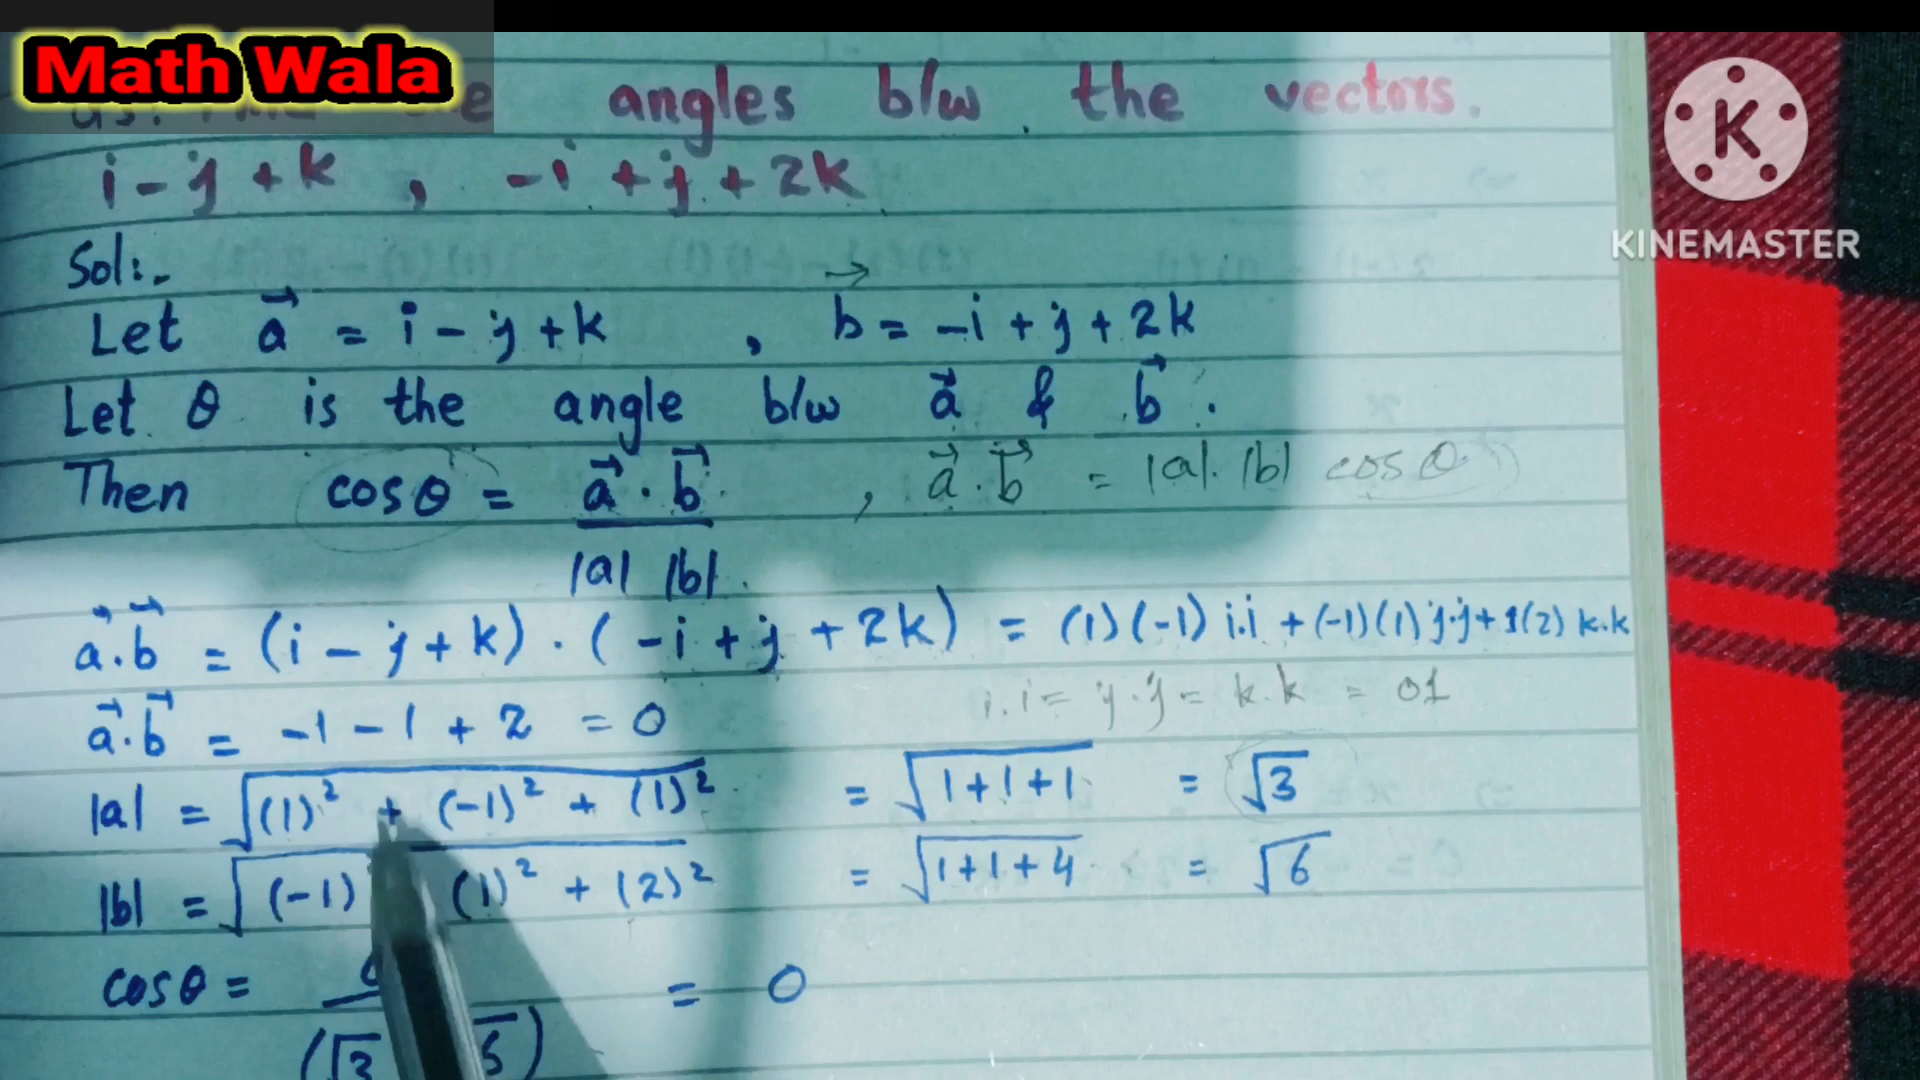 Math Wala
angles b/w the vectors.
i - j + k , -i + j + 2k
KINEMASTER
Sol:-
Let a⃗ = i - j + k , b⃗ = -i + j + 2k
Let θ is the angle b/w a⃗ & b⃗.
Then cosθ = a⃗ . b⃗ / |a| |b| , a⃗ . b⃗ = |a|. |b| cosθ
a⃗.b⃗ = (i - j + k) . (-i + j + 2k) = (1)(-1) i.i + (-1)(1) j.j + 1(2) k.k
i.i = j.j = k.k = 01
a⃗.b⃗ = -1 - 1 + 2 = 0
|a| = √(1)² + (-1)² + (1)² = √1+1+1 = √3
|b| = √(-1) (1)² + (2)² = √1+1+4 = √6
cosθ = = 0